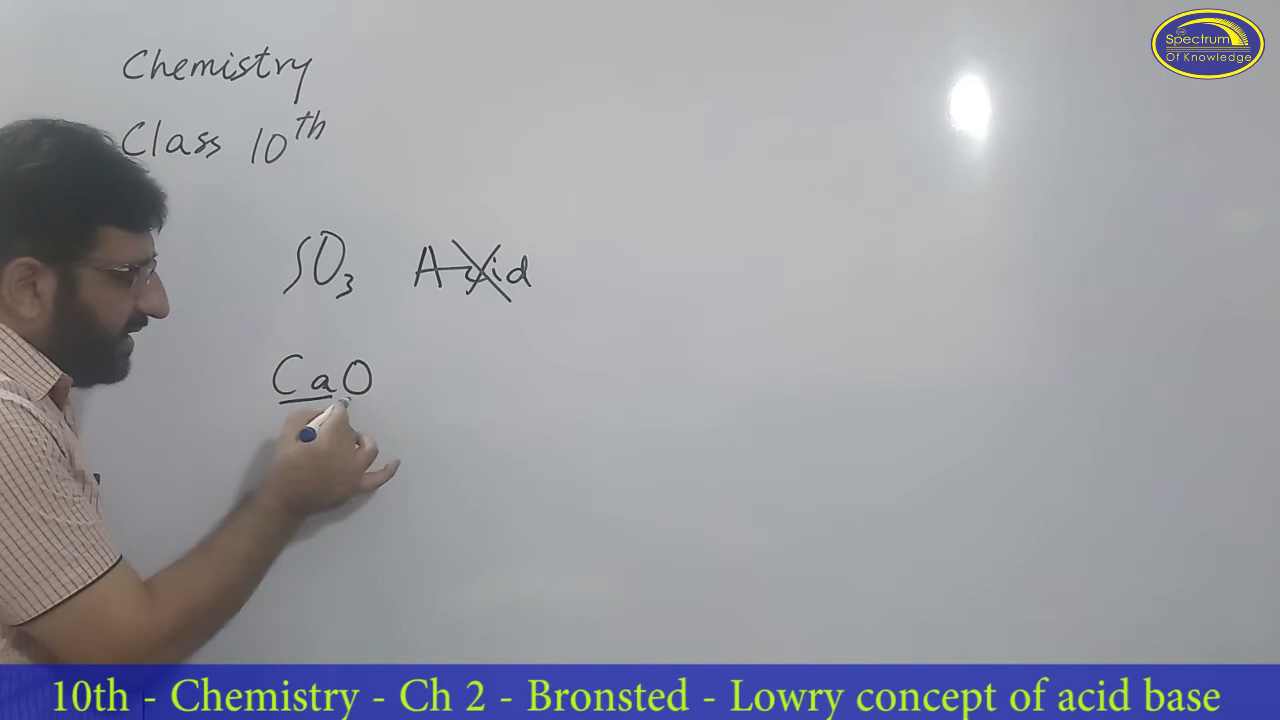 Chemistry
Class 10th
SO3 Acid
CaO
Spectrum
Of Knowledge
10th - Chemistry - Ch 2 - Bronsted - Lowry concept of acid base